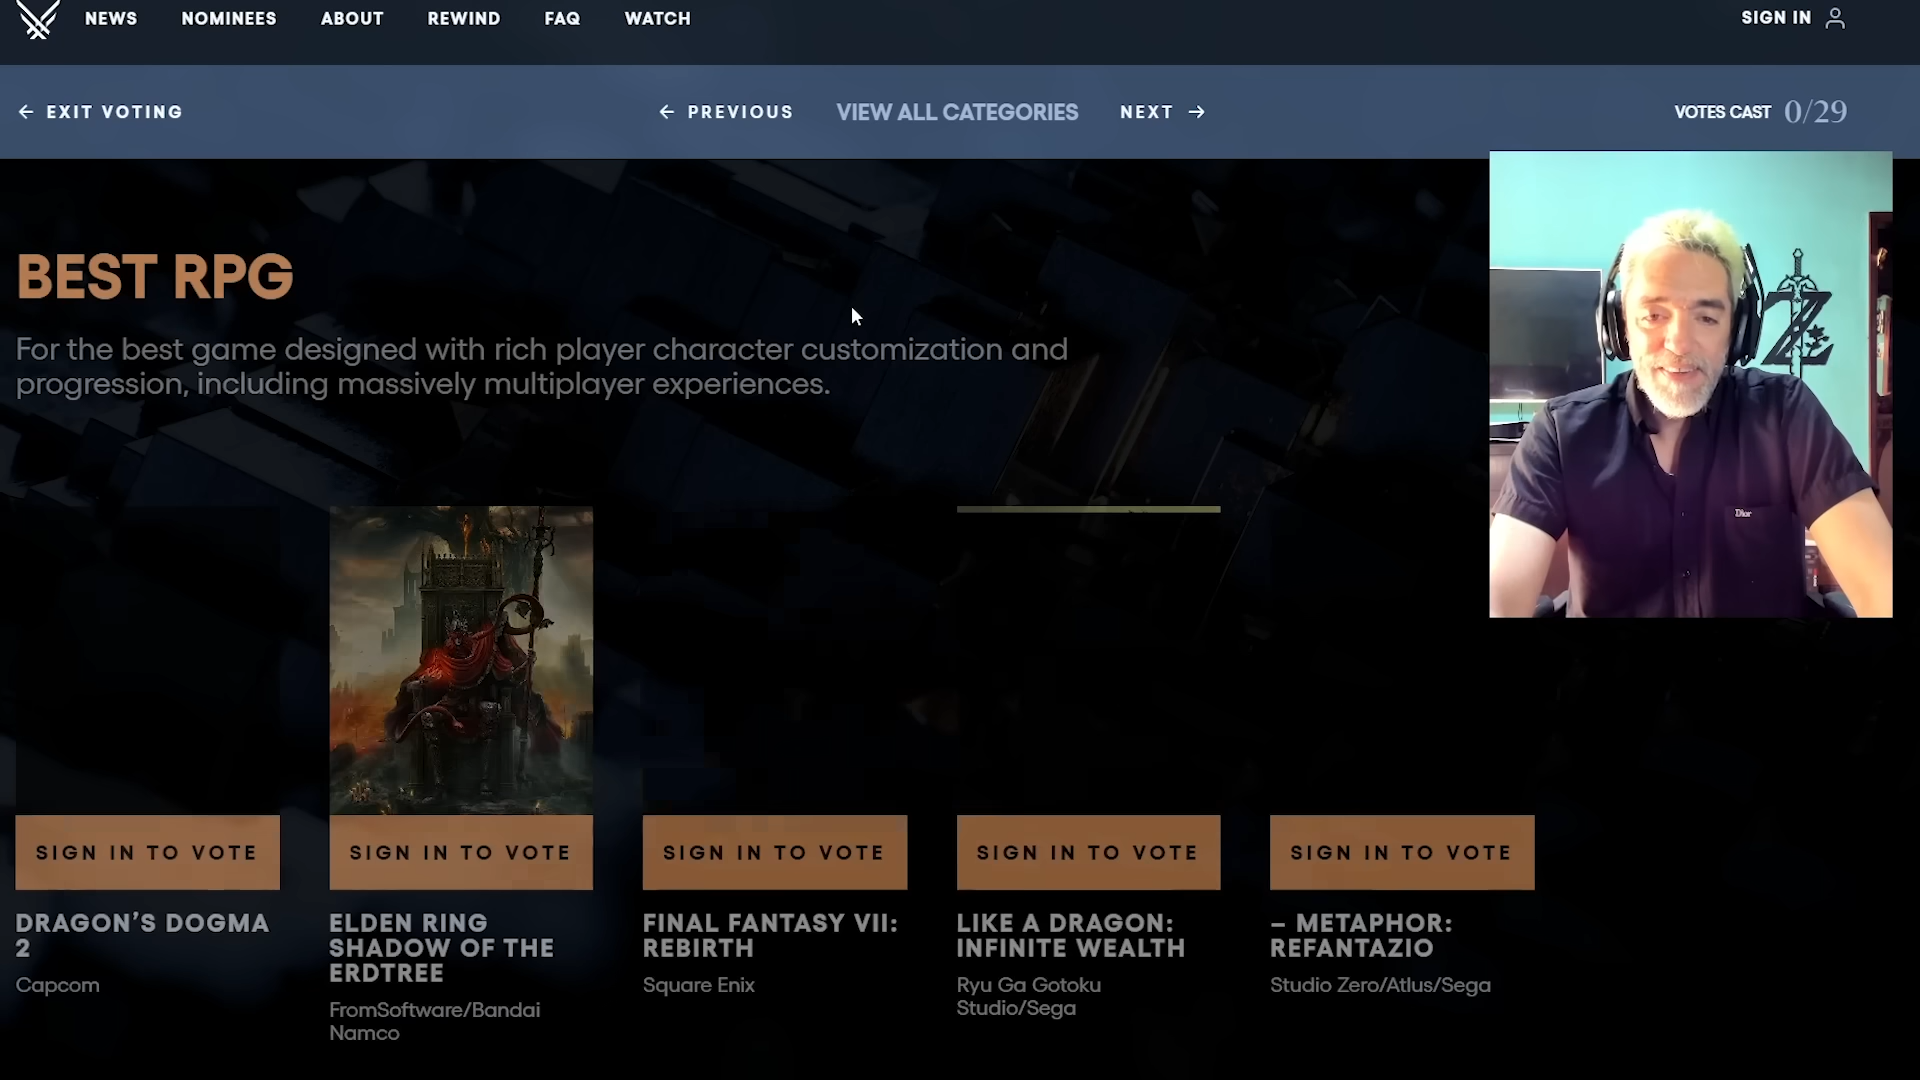 NEWS NOMINEES ABOUT REWIND FAQ WATCH SIGN IN
EXIT VOTING PREVIOUS VIEW ALL CATEGORIES NEXT VOTES CAST 0/29
BEST RPG
For the best game designed with rich player character customization and
progression, including massively multiplayer experiences.
Dior
SIGN IN TO VOTE
DRAGON'S DOGMA
2
Capcom
SIGN IN TO VOTE
ELDEN RING
SHADOW OF THE
ERDTREE
FromSoftware/Bandai
Namco
SIGN IN TO VOTE
FINAL FANTASY VII:
REBIRTH
Square Enix
SIGN IN TO VOTE
LIKE A DRAGON:
INFINITE WEALTH
Ryu Ga Gotoku
Studio/Sega
SIGN IN TO VOTE
– METAPHOR:
REFANTAZIO
Studio Zero/Atlus/Sega